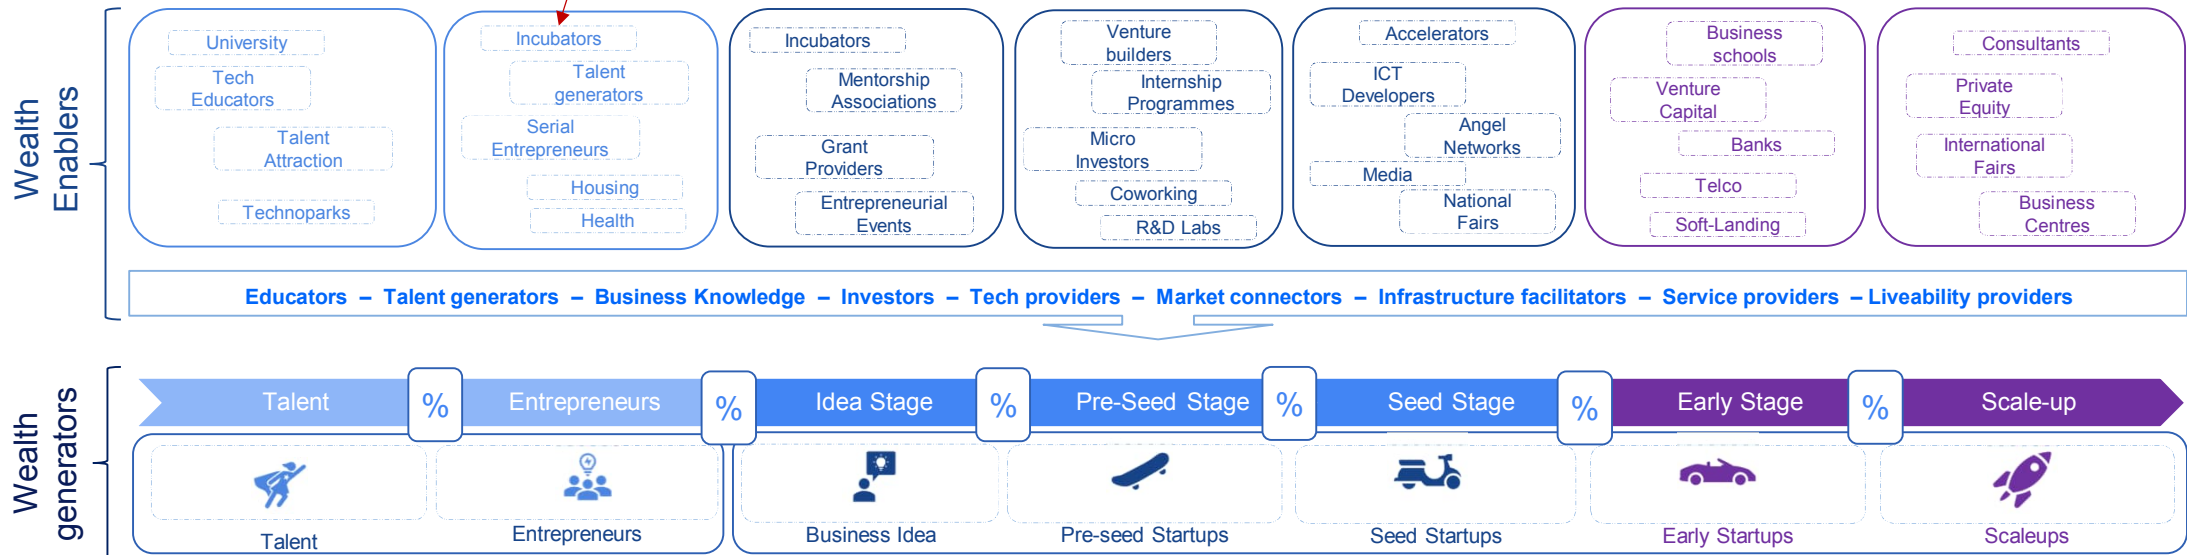 Wealth
Enablers
University
Tech
Educators
Talent
Attraction
Technoparks
Incubators
Talent
generators
Serial
Entrepreneurs
Housing
Health
Incubators
Mentorship
Associations
Grant
Providers
Entrepreneurial
Events
Venture
builders
Internship
Programmes
Micro
Investors
Coworking
R&D Labs
Accelerators
ICT
Developers
Angel
Networks
Media
National
Fairs
Business
schools
Venture
Capital
Banks
Telco
Soft-Landing
Consultants
Private
Equity
International
Fairs
Business
Centres
Educators – Talent generators – Business Knowledge – Investors – Tech providers – Market connectors – Infrastructure facilitators – Service providers – Liveability providers
Wealth
generators
Talent
%
Entrepreneurs
%
Idea Stage
%
Pre-Seed Stage
%
Seed Stage
%
Early Stage
%
Scale-up
Talent
Entrepreneurs
Business Idea
Pre-seed Startups
Seed Startups
Early Startups
Scaleups